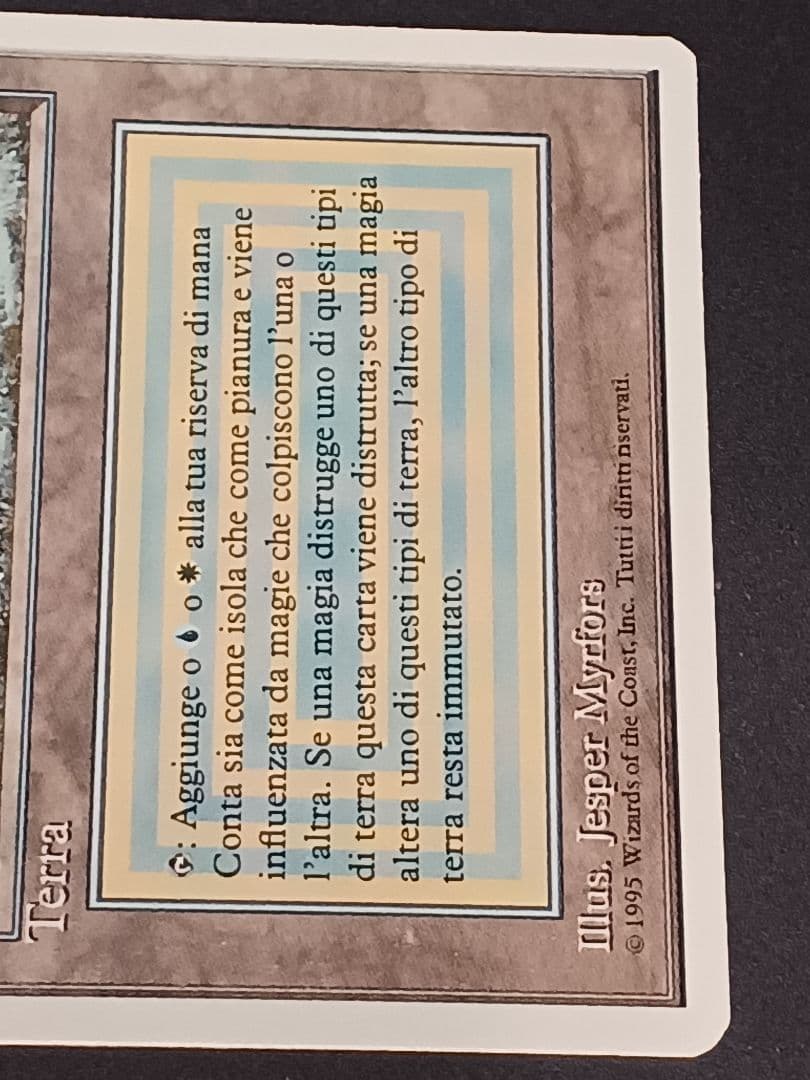 Terra
: Aggiunge o o alla tua riserva di mana
Conta sia come isola che come pianura e viene
influenzata da magie che colpiscono l'una o
l'altra. Se una magia distrugge uno di questi tipi
di terra questa carta viene distrutta; se una magia
altera uno di questi tipi di terra, l'altro tipo di
terra resta immutato.
Illus. Jesper Myrfors
© 1995 Wizards of the Coast, Inc. Tutti i diritti riservati.